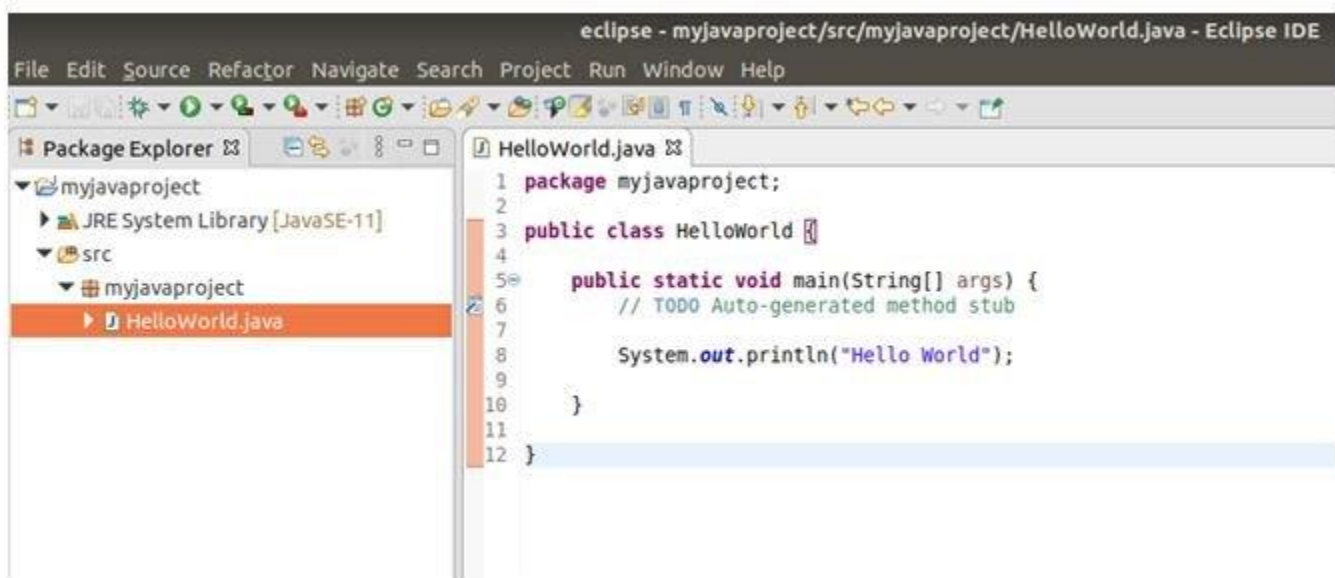 eclipse - myjavaproject/src/myjavaproject/HelloWorld.java - Eclipse IDE
File Edit Source Refactor Navigate Search Project Run Window Help
Package Explorer
myjavaproject
JRE System Library [JavaSE-11]
src
myjavaproject
HelloWorld.java
HelloWorld.java
1 package myjavaproject;
2
3 public class HelloWorld {
4
5 public static void main(String[] args) {
6 // TODO Auto-generated method stub
7
8 System.out.println("Hello World");
9
10 }
11
12 }